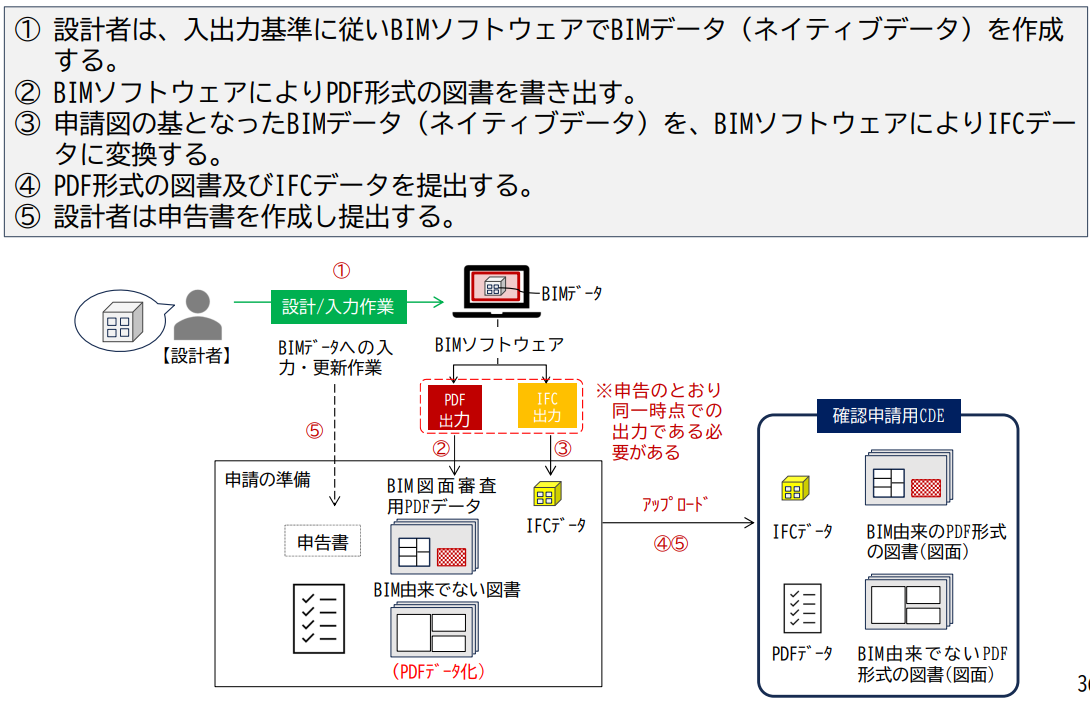 ① 設計者は、入出力基準に従いBIMソフトウェアでBIMデータ（ネイティブデータ）を作成
する。
② BIMソフトウェアによりPDF形式の図書を書き出す。
③ 申請図の基となったBIMデータ（ネイティブデータ）を、BIMソフトウェアによりIFCデー
タに変換する。
④ PDF形式の図書及びIFCデータを提出する。
⑤ 設計者は申告書を作成し提出する。
①
設計/入力作業
BIMﾃﾞｰﾀ
【設計者】
BIMﾃﾞｰﾀへの入
力・更新作業
BIMソフトウェア
PDF
出力
IFC
出力
※申告のとおり
同一時点での
出力である必
要がある
⑤
②
③
申請の準備
BIM図面審査
用PDFデータ
IFCﾃﾞｰﾀ
申告書
BIM由来でない図書
(PDFﾃﾞｰﾀ化)
ｱｯﾌﾟﾛｰﾄﾞ
④⑤
確認申請用CDE
IFCﾃﾞｰﾀ
BIM由来のPDF形式
の図書(図面)
PDFﾃﾞｰﾀ
BIM由来でないPDF
形式の図書(図面)